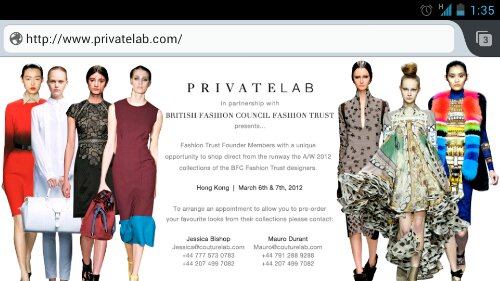 1:35
http://www.privatelab.com/
3
PRIVATELAB
in partnership with
BRITISH FASHION COUNCIL FASHION TRUST
presents...
Fashion Trust Founder Members with a unique
opportunity to shop direct from the runway the A/W 2012
collections of the BFC Fashion Trust designers.
Hong Kong | March 6th & 7th, 2012
To arrange an appointment to allow you to pre-order
your favourite looks from their collections please contact:
Jessica Bishop
Jessica@couturelab.com
+44 777 573 0783
+44 207 499 7082
Mauro Durant
Mauro@couturelab.com
+44 791 288 9288
+44 207 499 7082